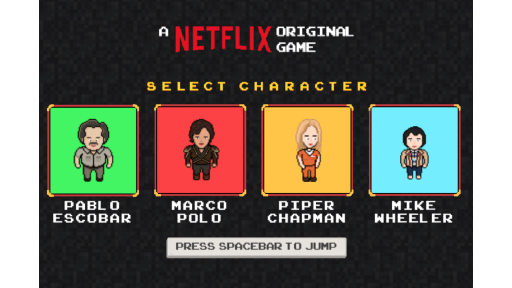 A NETFLIX ORIGINAL GAME
SELECT CHARACTER
PABLO ESCOBAR
MARCO POLO
PIPER CHAPMAN
MIKE WHEELER
PRESS SPACEBAR TO JUMP